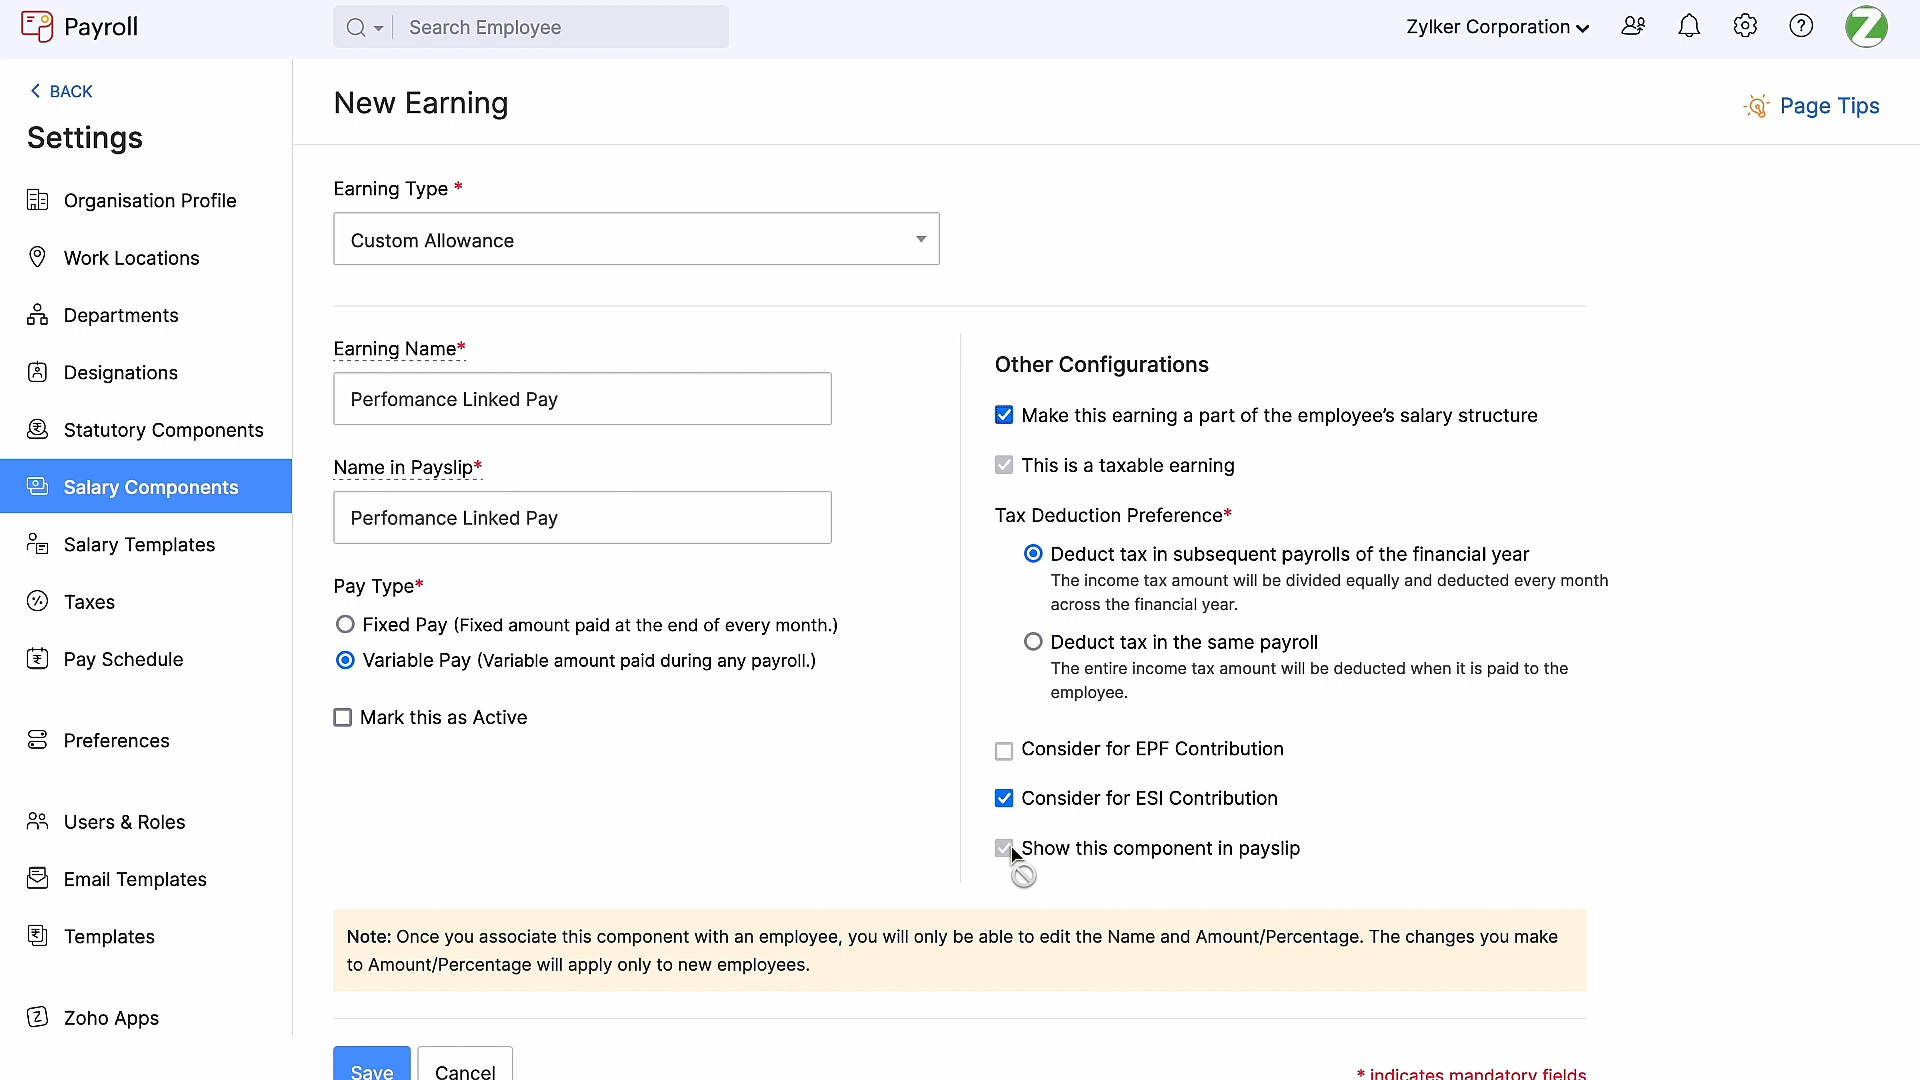 Payroll
Search Employee
Zylker Corporation
BACK
Settings
Organisation Profile
Work Locations
Departments
Designations
Statutory Components
Salary Components
Salary Templates
Taxes
Pay Schedule
Preferences
Users & Roles
Email Templates
Templates
Zoho Apps
New Earning
Page Tips
Earning Type *
Custom Allowance
Earning Name*
Perfomance Linked Pay
Name in Payslip*
Perfomance Linked Pay
Pay Type*
Fixed Pay (Fixed amount paid at the end of every month.)
Variable Pay (Variable amount paid during any payroll.)
Mark this as Active
Other Configurations
Make this earning a part of the employee's salary structure
This is a taxable earning
Tax Deduction Preference*
Deduct tax in subsequent payrolls of the financial year
The income tax amount will be divided equally and deducted every month
across the financial year.
Deduct tax in the same payroll
The entire income tax amount will be deducted when it is paid to the
employee.
Consider for EPF Contribution
Consider for ESI Contribution
Show this component in payslip
Note: Once you associate this component with an employee, you will only be able to edit the Name and Amount/Percentage. The changes you make
to Amount/Percentage will apply only to new employees.
Save
Cancel
* indicates mandatory fields